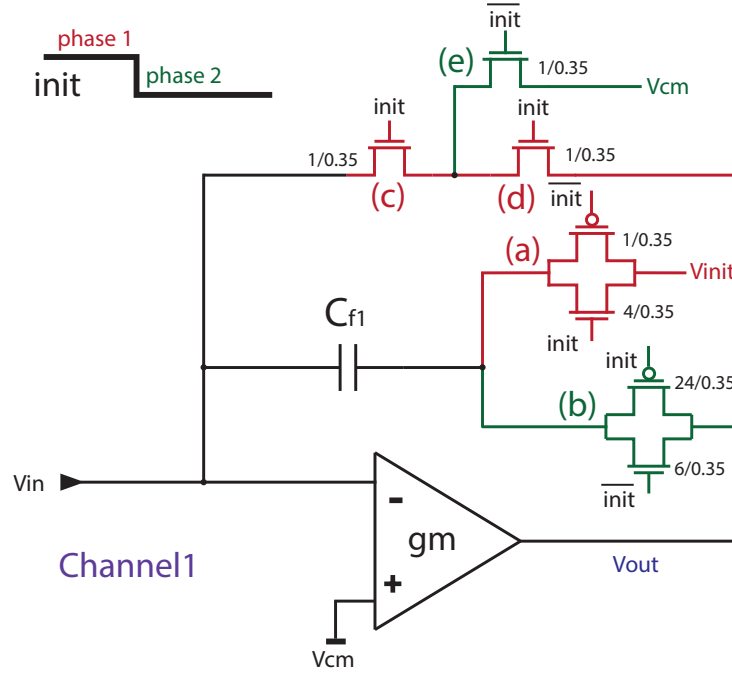 init
phase 1
(e)
1/0.35
phase 2
init
Vcm
init
init
1/0.35
1/0.35
(c)
(d)
init
(a)
1/0.35
Vinit
Cf1
4/0.35
init
init
24/0.35
(b)
6/0.35
Vin
init
-
gm
Channel1
Vout
+
Vcm